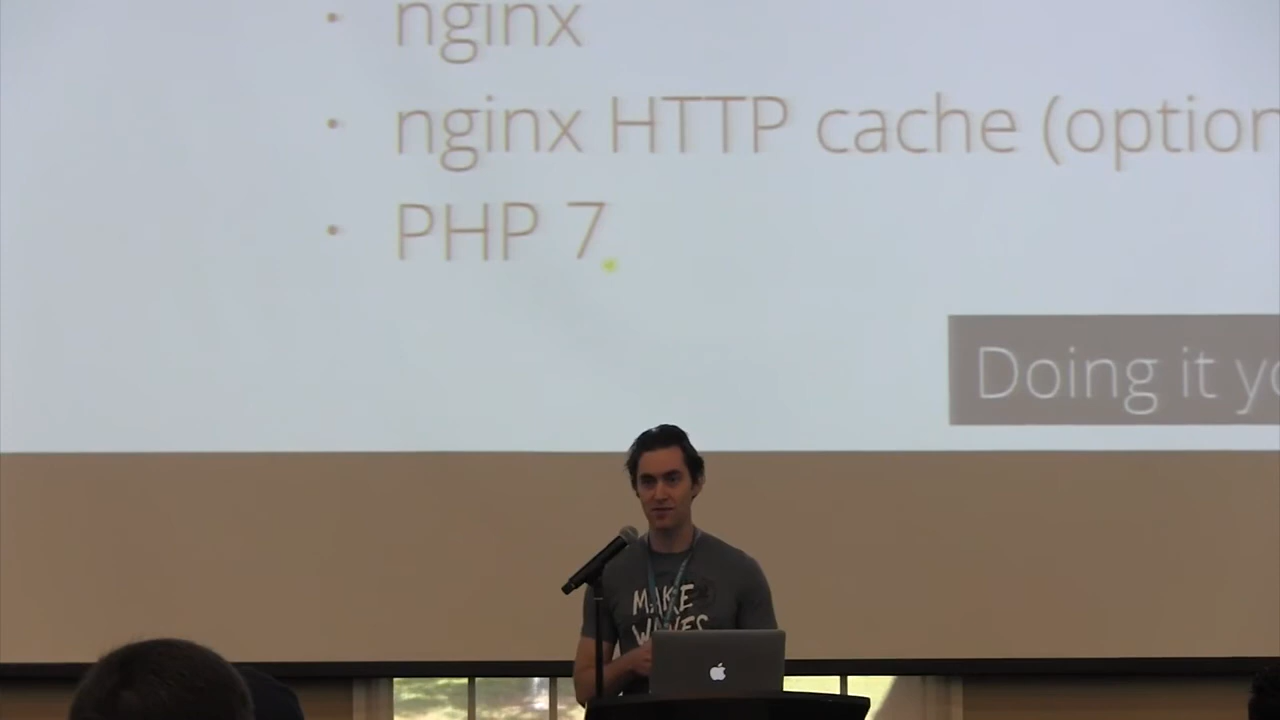 • nginx
• nginx HTTP cache (option
• PHP 7
Doing it yo
MAKE
WAVES